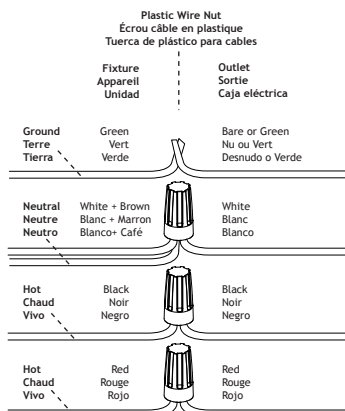 Plastic Wire Nut
Écrou câble en plastique
Tuerca de plástico para cables
Fixture
Appareil
Unidad
Outlet
Sortie
Caja eléctrica
Ground Green Bare or Green
Terre Vert Nu ou Vert
Tierra Verde Desnudo o Verde
Neutral White + Brown White
Neutre Blanc + Marron Blanc
Neutro Blanco+ Café Blanco
Hot Black Black
Chaud Noir Noir
Vivo Negro Negro
Hot Red Red
Chaud Rouge Rouge
Vivo Rojo Rojo